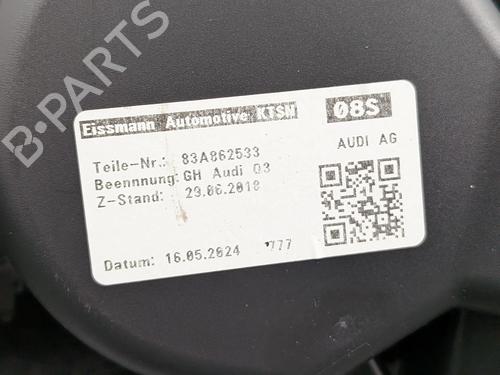 B-PARTS
Eissmann Automotive KTSN 08S
AUDI AG
Teile-Nr.: 83A862533
Beennnung: GH Audi Q3
Z-Stand: 29.06.2018
Datum: 16.05.2024 777